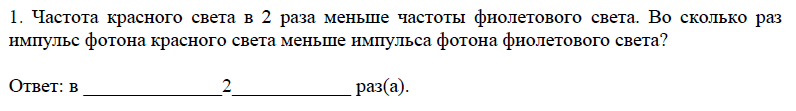 1. Частота красного света в 2 раза меньше частоты фиолетового света. Во сколько раз
импульс фотона красного света меньше импульса фотона фиолетового света?
Ответ: в _______________2_____________ раз(а).